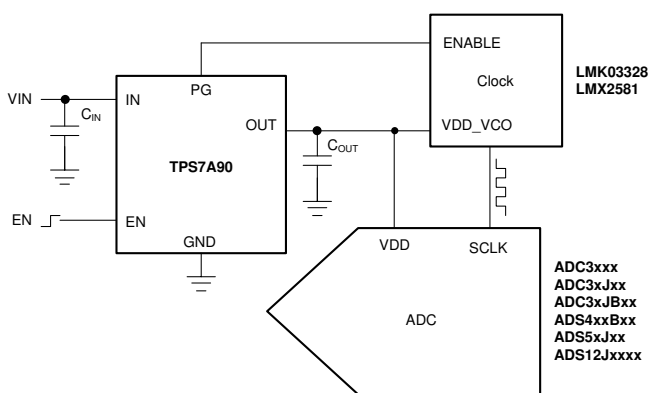 ENABLE
Clock
LMK03328
LMX2581
VIN
IN
PG
C_IN
OUT
VDD_VCO
C_OUT
TPS7A90
EN
EN
GND
VDD
SCLK
ADC
ADC3xxx
ADC3xJxx
ADC3xJBxx
ADS4xxBxx
ADS5xJxx
ADS12Jxxxx